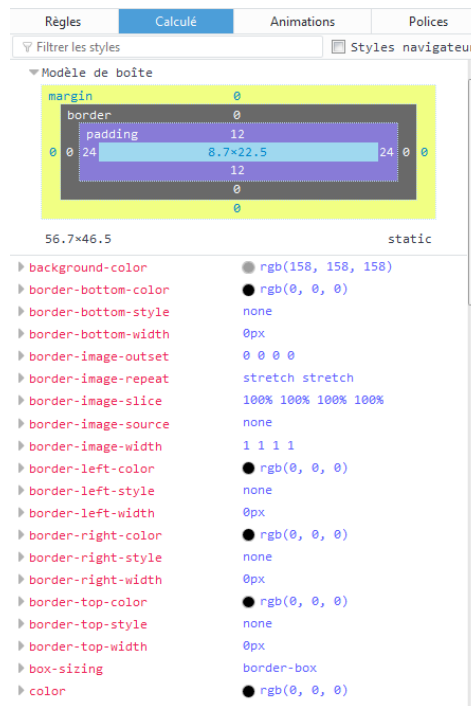 Règles Calculé Animations Polices
Filtrer les styles Styles navigateu
Modèle de boîte
margin 0
border 0
padding 12
0 0 24 8.7×22.5 24 0 0
12
0
0
56.7×46.5 static
background-color rgb(158, 158, 158)
border-bottom-color rgb(0, 0, 0)
border-bottom-style none
border-bottom-width 0px
border-image-outset 0 0 0 0
border-image-repeat stretch stretch
border-image-slice 100% 100% 100% 100%
border-image-source none
border-image-width 1 1 1 1
border-left-color rgb(0, 0, 0)
border-left-style none
border-left-width 0px
border-right-color rgb(0, 0, 0)
border-right-style none
border-right-width 0px
border-top-color rgb(0, 0, 0)
border-top-style none
border-top-width 0px
box-sizing border-box
color rgb(0, 0, 0)